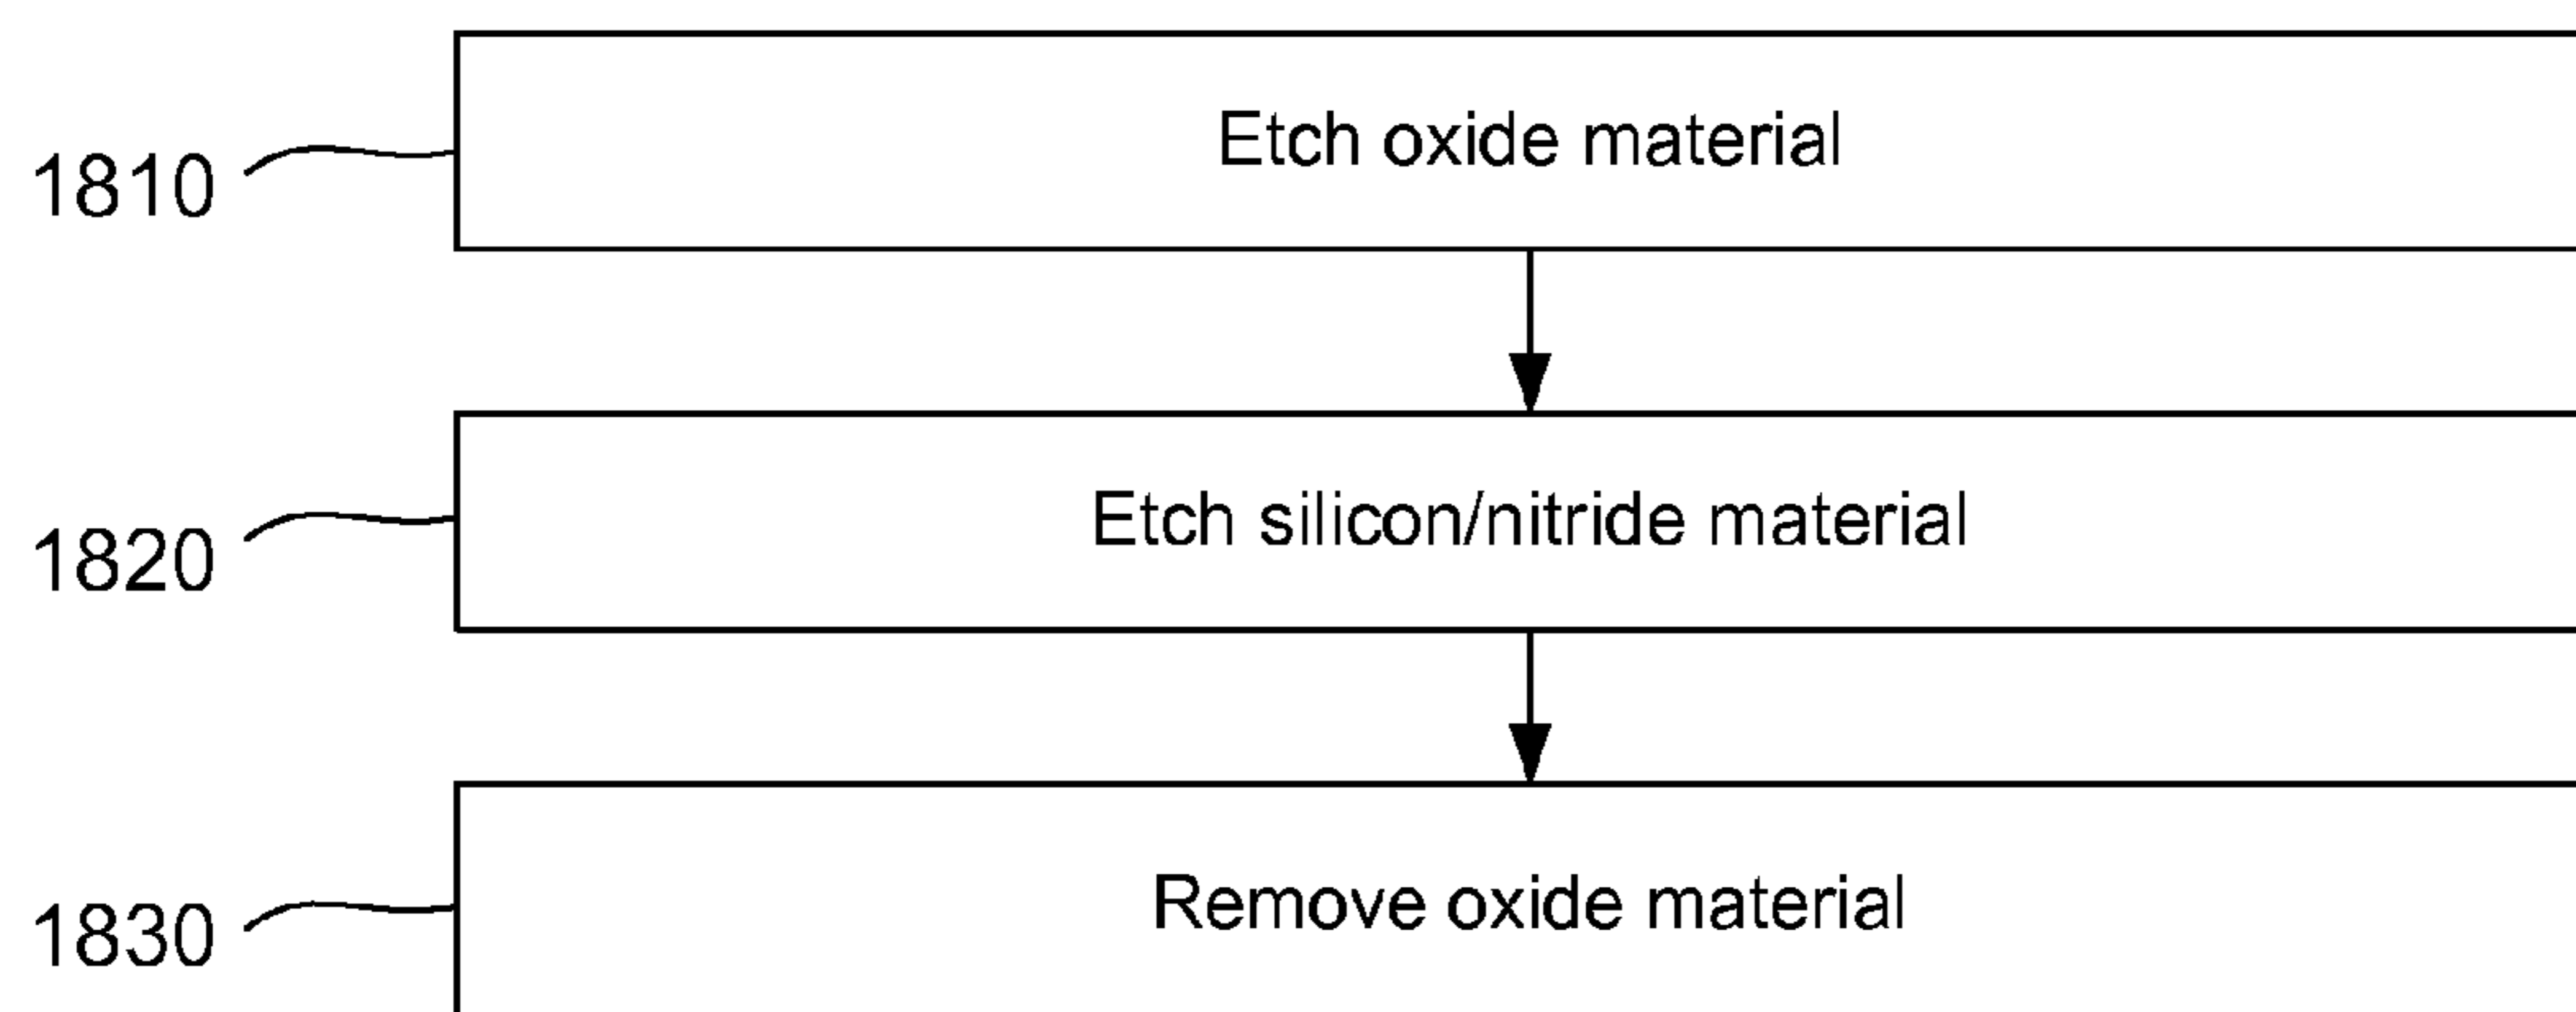 Etch oxide material
1810
Etch silicon/nitride material
1820
Remove oxide material
1830